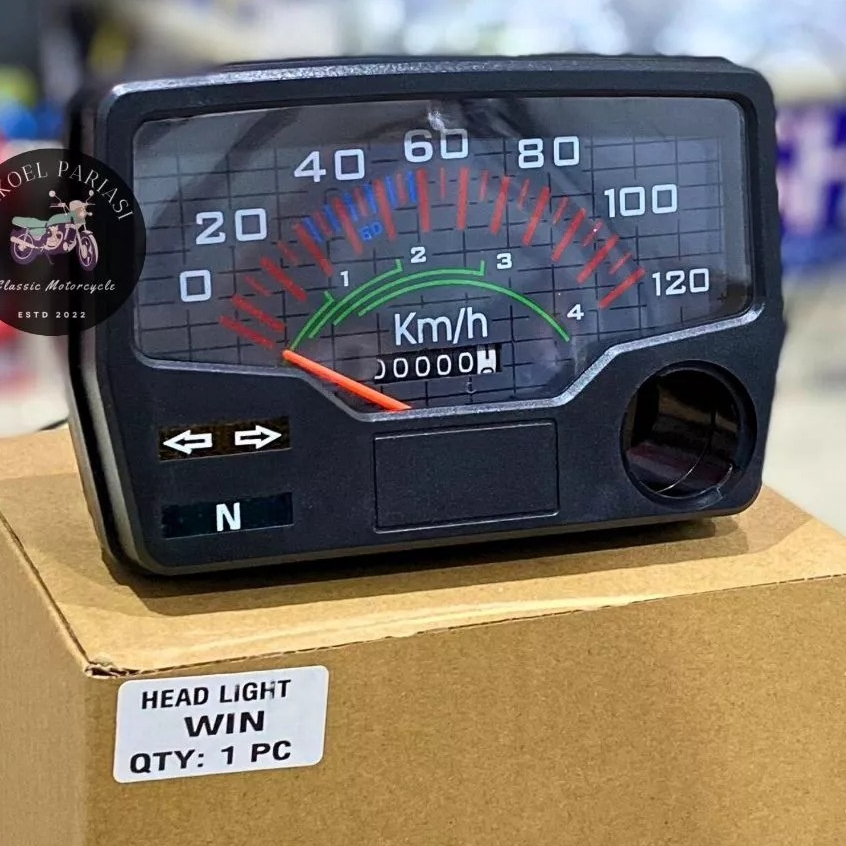 KOEL PARIASI
Classic Motorcycle
ESTD 2022
0 20 40 60 80 100 120
50
1 2 3 4
Km/h
00000
N
HEAD LIGHT
WIN
QTY: 1 PC